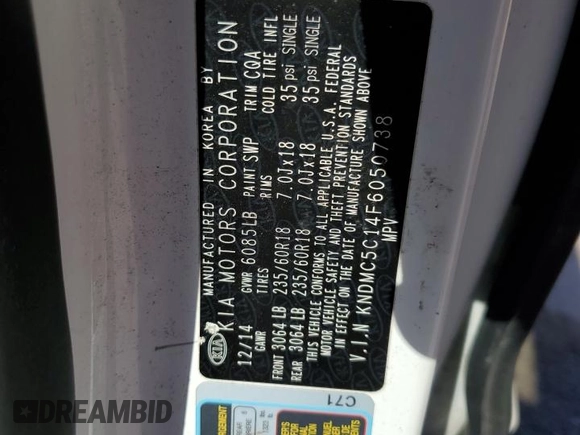 MANUFACTURED IN KOREA BY
KIA KIA MOTORS CORPORATION
12/14 GVWR 6085LB PAINT SWP TRIM CQA
GAWR TIRES RIMS COLD TIRE INFL
FRONT 3064 LB 235/60R18 7.0Jx18 35 psi SINGLE
REAR 3064 LB 235/60R18 7.0Jx18 35 psi SINGLE
THIS VEHICLE CONFORMS TO ALL APPLICABLE U.S.A. FEDERAL
MOTOR VEHICLE SAFETY AND THEFT PREVENTION STANDARDS
IN EFFECT ON THE DATE OF MANUFACTURE SHOWN ABOVE
V.I.N KNDMC5C14F6050738
MPV
C71
DREAMBID